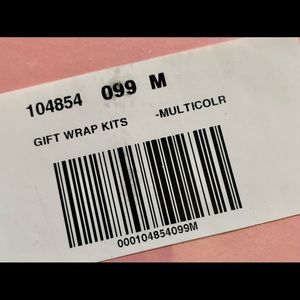 104854 099 M
GIFT WRAP KITS -MULTICOLR
000104854099M